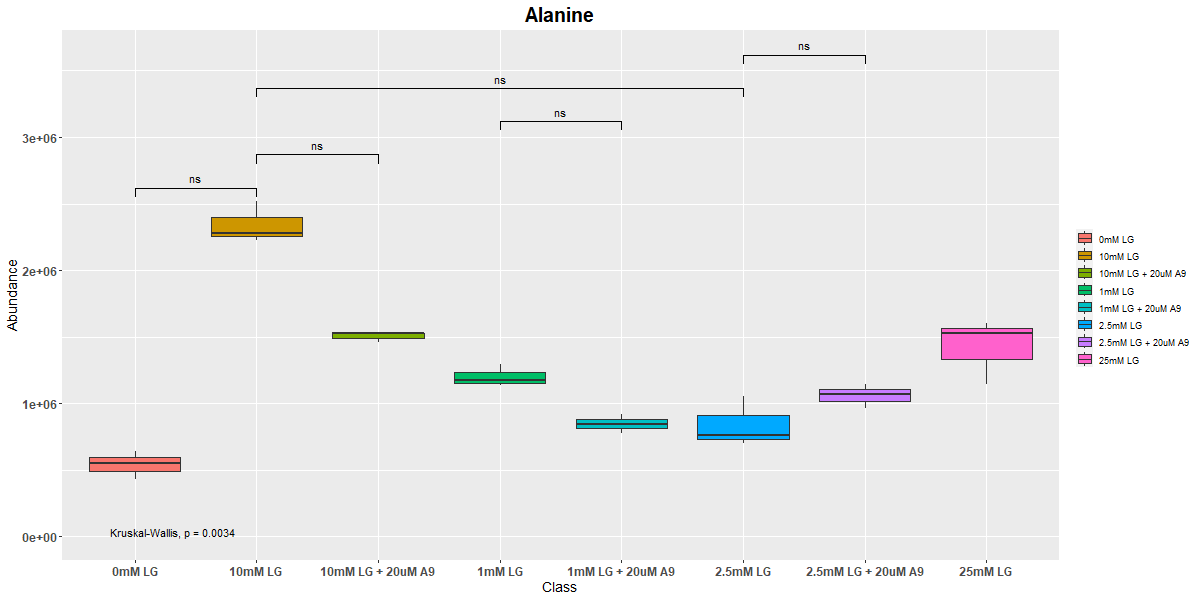 Alanine
ns
ns
ns
ns
ns
3e+06
2e+06
1e+06
0e+00
Abundance
Kruskal-Wallis, p = 0.0034
0mM LG
10mM LG
10mM LG + 20uM A9
1mM LG
1mM LG + 20uM A9
2.5mM LG
2.5mM LG + 20uM A9
25mM LG
Class
0mM LG
10mM LG
10mM LG + 20uM A9
1mM LG
1mM LG + 20uM A9
2.5mM LG
2.5mM LG + 20uM A9
25mM LG